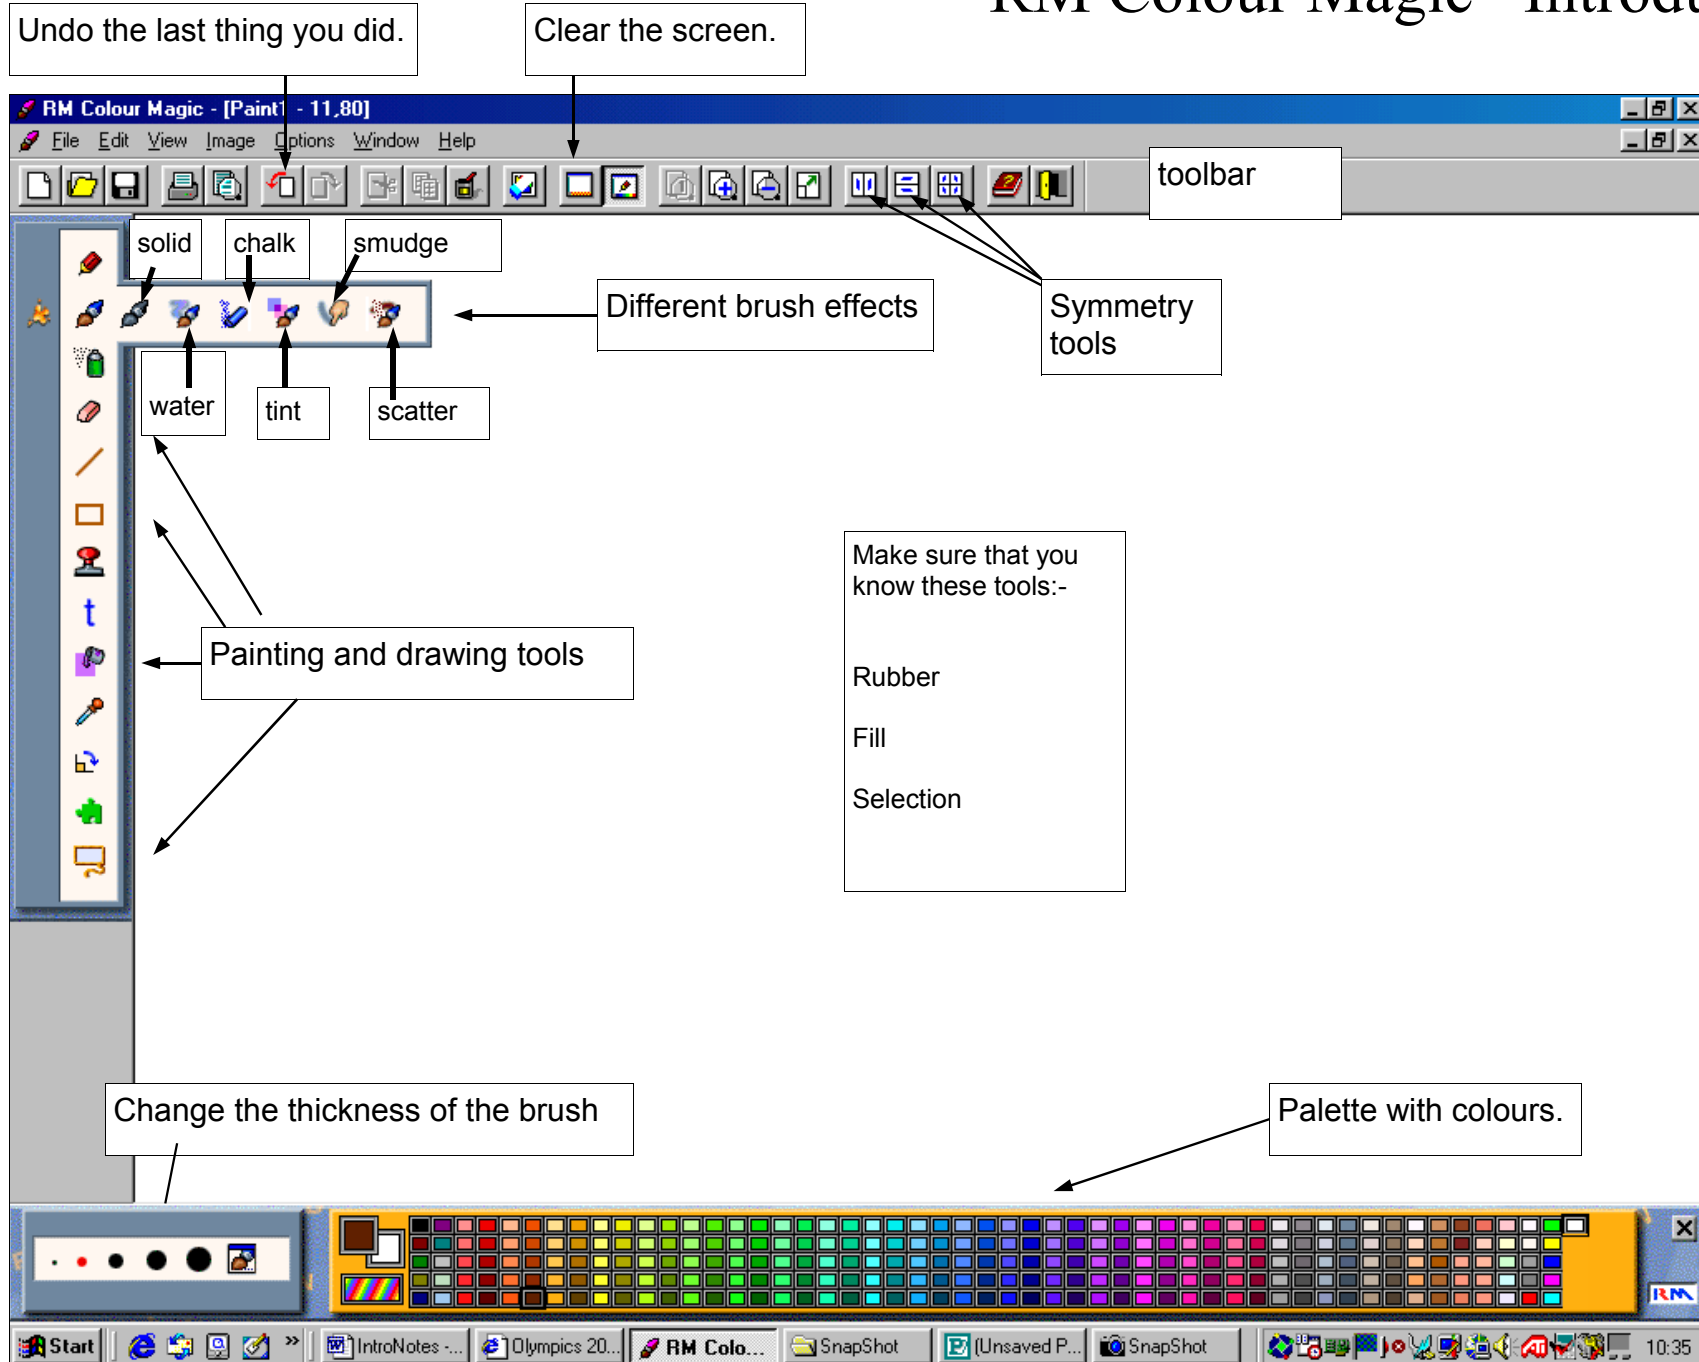 RM Colour Magic Introdu
Undo the last thing you did.
Clear the screen.
RM Colour Magic - [Paint1 - 11,80]
File Edit View Image Options Window Help
toolbar
solid
chalk
smudge
Different brush effects
Symmetry
tools
water
tint
scatter
t
Make sure that you
know these tools:-
Rubber
Fill
Selection
Painting and drawing tools
Change the thickness of the brush
Palette with colours.
RM
Start
»
IntroNotes -...
Olympics 20...
RM Colo...
SnapShot
(Unsaved P...
SnapShot
10:35